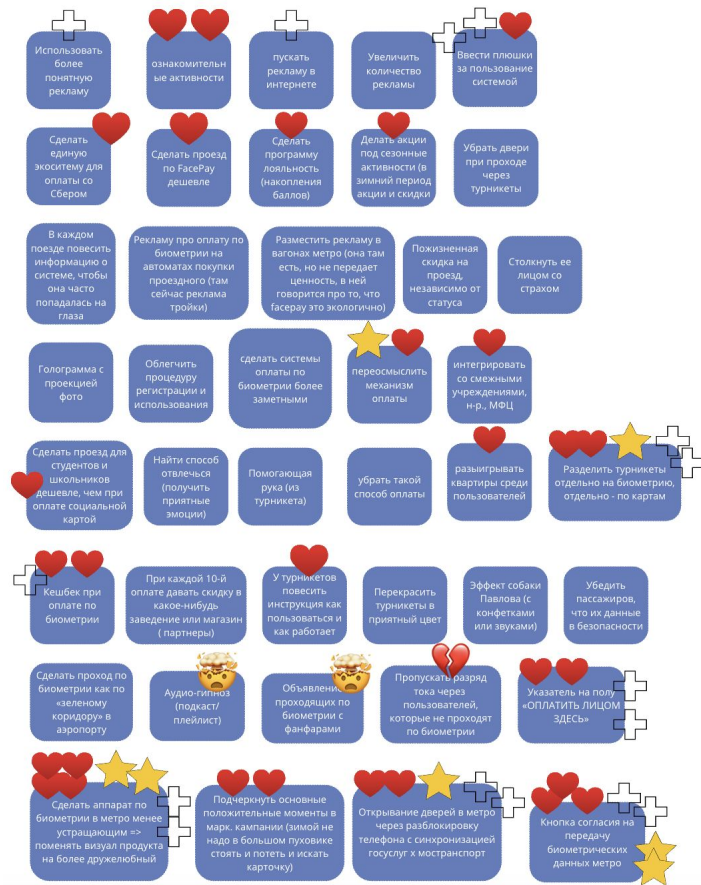 Использовать
более
понятную
рекламу
ознакомительн
ые активности
пускать
рекламу в
интернете
Увеличить
количество
рекламы
Ввести плюшки
за пользование
системой
Сделать
единую
экоситему для
оплаты со
Сбером
Сделать проезд
по FacePay
дешевле
Сделать
программу
лояльность
(накопления
баллов)
Делать акции
под сезонные
активности (в
зимний период
акции и скидки
Убрать двери
при проходе
через
турникеты
В каждом
поезде повесить
информацию о
системе, чтобы
она часто
попадалась на
глаза
Рекламу про оплату по
биометрии на
автоматах покупки
проездного (там
сейчас реклама
тройки)
Разместить рекламу в
вагонах метро (она там
есть, но не передает
ценность, в ней
говорится про то, что
facepay это экологично)
Пожизненная
скидка на
проезд,
независимо от
статуса
Столкнуть ее
лицом со
страхом
Голограмма с
проекцией
фото
Облегчить
процедуру
регистрации и
использования
сделать системы
оплаты по
биометрии более
заметными
переосмыслить
механизм
оплаты
интегрировать
со смежными
учреждениями,
н-р., МФЦ
Сделать проезд для
студентов и
школьников
дешевле, чем при
оплате социальной
картой
Найти способ
отвлечься
(получить
приятные
эмоции)
Помогающая
рука (из
турникета)
убрать такой
способ оплаты
разыигрывать
квартиры среди
пользователей
Разделить турникеты
отдельно на биометрию,
отдельно - по картам
Кешбек при
оплате по
биометрии
При каждой 10-й
оплате давать скидку в
какое-нибудь
заведение или магазин
( партнеры)
У турникетов
повесить
инструкция как
пользоваться и
как работает
Перекрасить
турникеты в
приятный цвет
Эффект собаки
Павлова (с
конфетками
или звуками)
Убедить
пассажиров,
что их данные
в безопасности
Сделать проход по
биометрии как по
«зеленому
коридору» в
аэропорту
Аудио-гипноз
(подкаст/
плейлист)
Объявление
проходящих по
биометрии с
фанфарами
Пропускать разряд
тока через
пользователей,
которые не проходят
по биометрии
Указатель на полу
«ОПЛАТИТЬ ЛИЦОМ
ЗДЕСЬ»
Сделать аппарат по
биометрии в метро менее
устращающим =>
поменять визуал продукта
на более дружелюбный
Подчеркнуть основные
положительные моменты в
марк. кампании (зимой не
надо в большом пуховике
стоять и потеть и искать
карточку)
Открывание дверей в метро
через разблокировку
телефона с синхронизацией
госуслуг х мостранспорт
Кнопка согласия на
передачу
биометрических
данных метро